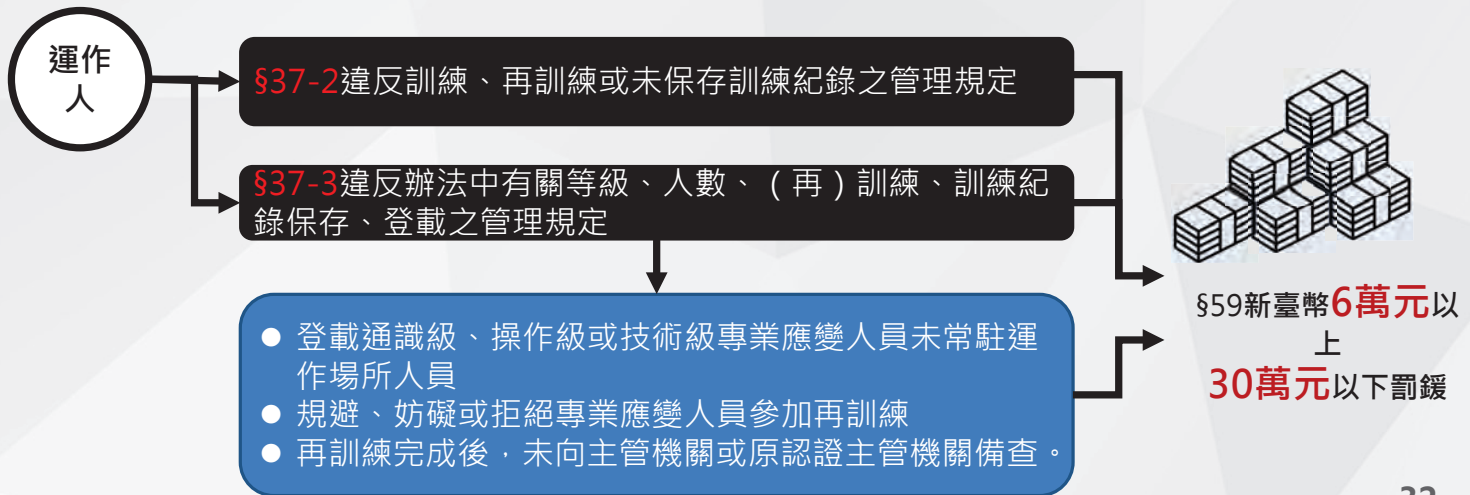 運作
人
§37-2違反訓練、再訓練或未保存訓練紀錄之管理規定
§37-3違反辦法中有關等級、人數、(再)訓練、訓練紀
錄保存、登載之管理規定
● 登載通識級、操作級或技術級專業應變人員未常駐運
作場所人員
● 規避、妨礙或拒絕專業應變人員參加再訓練
● 再訓練完成後,未向主管機關或原認證主管機關備查。
§59新臺幣6萬元以
上
30萬元以下罰鍰
32